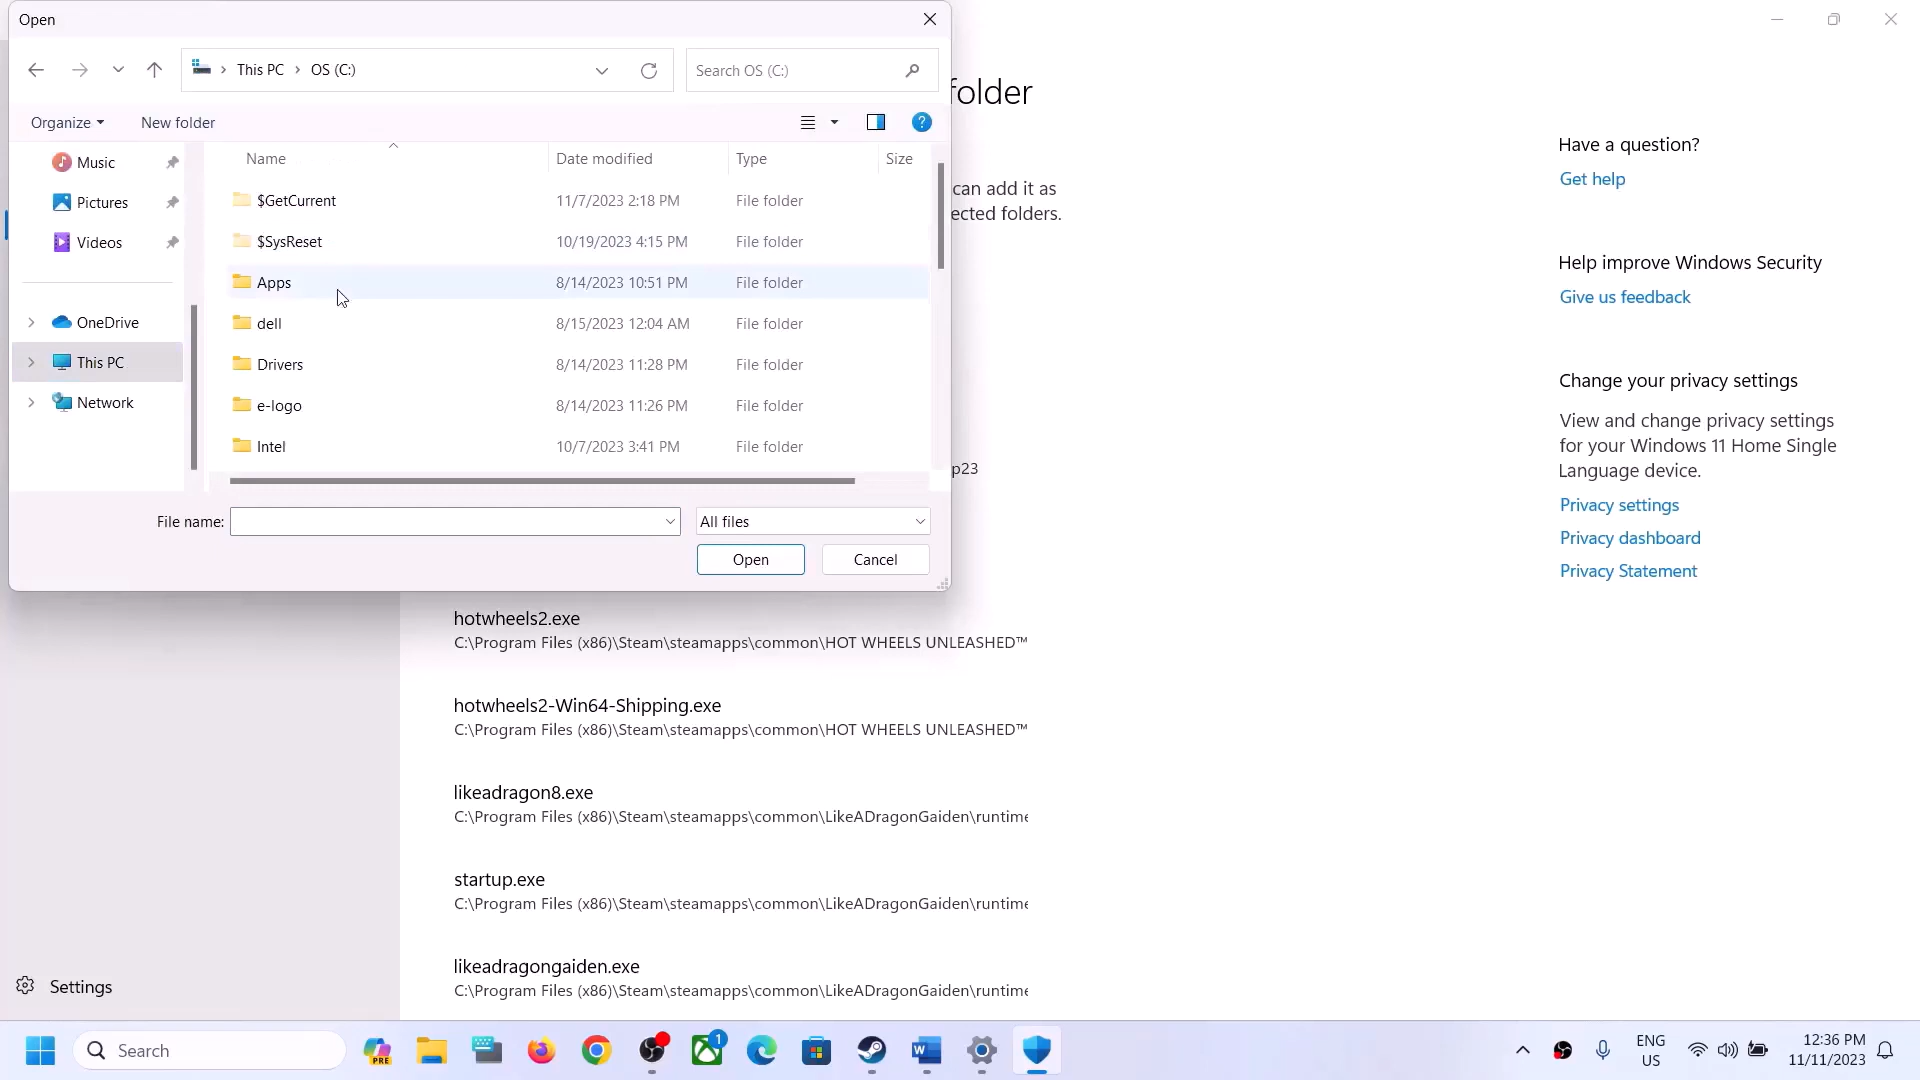 Open
This PC
OS (C:)
Search OS (C:)
Organize
New folder
Name
Date modified
Type
Size
Music
Pictures
Videos
OneDrive
This PC
Network
$GetCurrent 11/7/2023 2:18 PM File folder
$SysReset 10/19/2023 4:15 PM File folder
Apps 8/14/2023 10:51 PM File folder
dell 8/15/2023 12:04 AM File folder
Drivers 8/14/2023 11:28 PM File folder
e-logo 8/14/2023 11:26 PM File folder
Intel 10/7/2023 3:41 PM File folder
File name:
All files
Open
Cancel
folder
can add it as
ected folders.
p23
hotwheels2.exe
C:\Program Files (x86)\Steam\steamapps\common\HOT WHEELS UNLEASHED™
hotwheels2-Win64-Shipping.exe
C:\Program Files (x86)\Steam\steamapps\common\HOT WHEELS UNLEASHED™
likeadragon8.exe
C:\Program Files (x86)\Steam\steamapps\common\LikeADragonGaiden\runtime
startup.exe
C:\Program Files (x86)\Steam\steamapps\common\LikeADragonGaiden\runtime
likeadragongaiden.exe
C:\Program Files (x86)\Steam\steamapps\common\LikeADragonGaiden\runtime
Have a question?
Get help
Help improve Windows Security
Give us feedback
Change your privacy settings
View and change privacy settings
for your Windows 11 Home Single
Language device.
Privacy settings
Privacy dashboard
Privacy Statement
Settings
Search
PRE
1
ENG
US
12:36 PM
11/11/2023